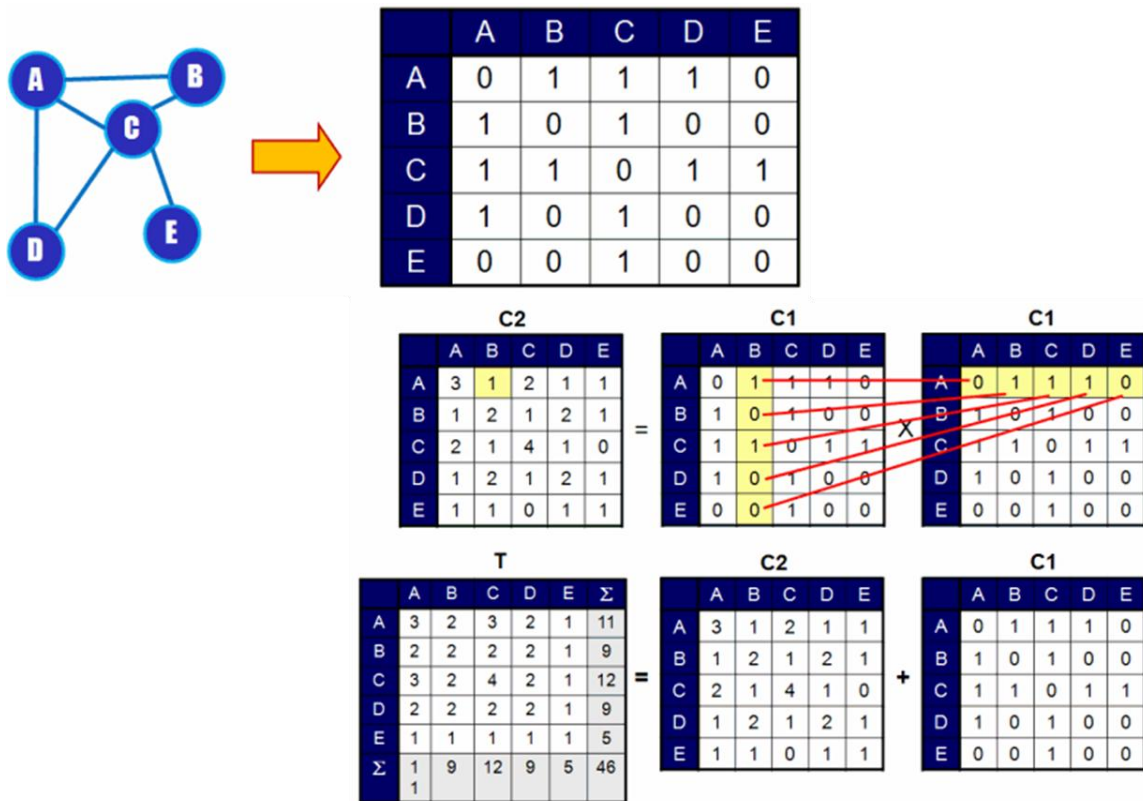 A
B
C
D
E
A B C D E
A 0 1 1 1 0
B 1 0 1 0 0
C 1 1 0 1 1
D 1 0 1 0 0
E 0 0 1 0 0
C2 C1 C1
A B C D E A B C D E A B C D E
A 3 1 2 1 1 A 0 1 1 1 0 A 0 1 1 1 0
B 1 2 1 2 1 B 1 0 1 0 0 B 1 0 1 0 0
C 2 1 4 1 0 = C 1 1 0 1 1 X C 1 1 0 1 1
D 1 2 1 2 1 D 1 0 1 0 0 D 1 0 1 0 0
E 1 1 0 1 1 E 0 0 1 0 0 E 0 0 1 0 0
T C2 C1
A B C D E Σ A B C D E A B C D E
A 3 2 3 2 1 11 A 3 1 2 1 1 A 0 1 1 1 0
B 2 2 2 2 1 9 B 1 2 1 2 1 B 1 0 1 0 0
C 3 2 4 2 1 12 = C 2 1 4 1 0 + C 1 1 0 1 1
D 2 2 2 2 1 9 D 1 2 1 2 1 D 1 0 1 0 0
E 1 1 1 1 1 5 E 1 1 0 1 1 E 0 0 1 0 0
Σ 11 9 12 9 5 46